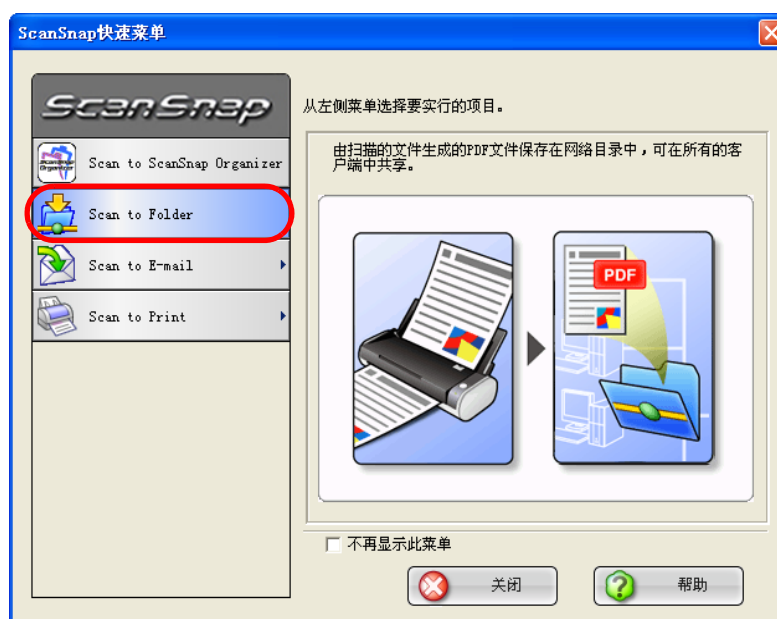 ScanSnap快速菜单
ScanSnap
Scan to ScanSnap Organizer
Scan to Folder
Scan to E-mail
Scan to Print
从左侧菜单选择要实行的项目。
由扫描的文件生成的PDF文件保存在网络目录中，可在所有的客
户端中共享。
PDF
不再显示此菜单
关闭
帮助